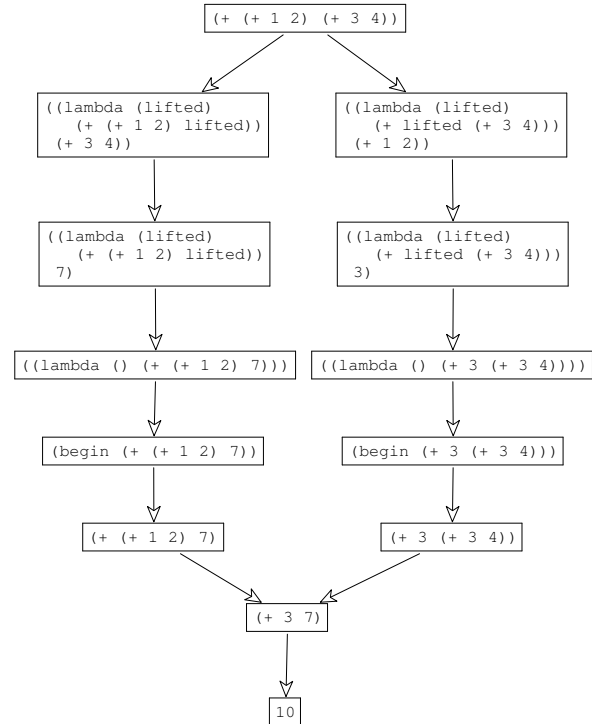 (+ (+ 1 2) (+ 3 4))
((lambda (lifted)
(+ (+ 1 2) lifted))
(+ 3 4))
((lambda (lifted)
(+ lifted (+ 3 4)))
(+ 1 2))
((lambda (lifted)
(+ (+ 1 2) lifted))
7)
((lambda (lifted)
(+ lifted (+ 3 4)))
3)
((lambda () (+ (+ 1 2) 7)))
((lambda () (+ 3 (+ 3 4))))
(begin (+ (+ 1 2) 7))
(begin (+ 3 (+ 3 4)))
(+ (+ 1 2) 7)
(+ 3 (+ 3 4))
(+ 3 7)
10